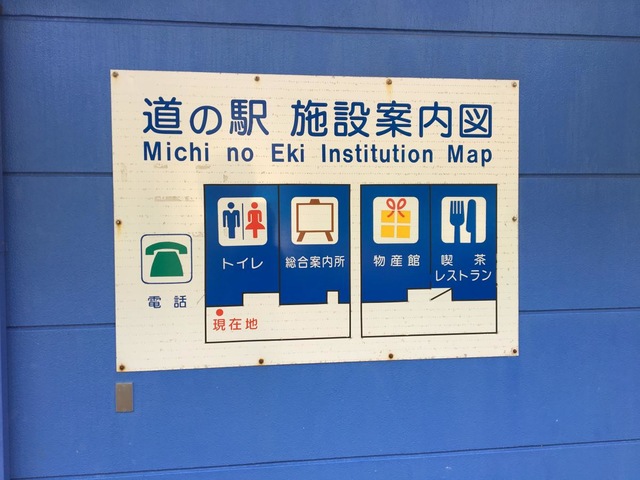 道の駅 施設案内図
Michi no Eki Institution Map
電話
トイレ
総合案内所
物産館
喫茶
レストラン
現在地